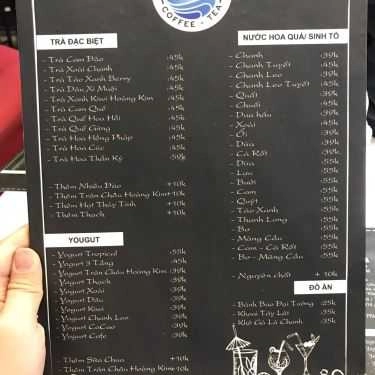 COFFEE - TEA
TRÀ ĐẶC BIỆT
- Trà Cam Đào :45k
- Trà Xoài Chanh :45k
- Trà Táo Xanh Berry :45k
- Trà Dâu Xí Muội :45k
- Trà Xanh Kiwi Hoàng Kim :45k
- Trà Cam Quế :45k
- Trà Quế Hoa Hồi :45k
- Trà Quế Gừng :45k
- Trà Hoa Hồng Pháp :45k
- Trà Hoa Cúc :45k
- Trà Hoa Thần Kỳ :59k
- Thêm Nhiều Đào +10k
- Thêm Trân Châu Hoàng Kim+10k
- Thêm Hạt Thủy Tinh +10k
- Thêm Thạch +10k
YOUGUT
- Yogurt Tropical :55k
- Yogurt 3 Tầng :45k
- Yogurt Trân Châu Hoàng Kim :39k
- Yogurt Thạch :39k
- Yogurt Xoài :39k
- Yogurt Dâu :39k
- Yogurt Kiwi :39k
- Yogurt Chanh Leo :39k
- Yogurt CaCao :39k
- Yogurt Cafe :39k
- Thêm Sữa Chua +10k
- Thêm Trân Châu Hoàng Kim+10k
NƯỚC HOA QUẢ/ SINH TỐ
- Chanh :39k
- Chanh Tuyết :45k
- Chanh Leo :39k
- Chanh Leo Tuyết :45k
- Quất :39k
- Chuối :45k
- Dưa hấu :39k
- Xoài :45k
- Ổi :39k
- Dứa :39k
- Cà Rốt :39k
- Dừa :55k
- Lựu :55k
- Bưởi :55k
- Cam :55k
- Quýt :55k
- Táo Xanh :55k
- Thanh Long :55k
- Bơ :55k
- Mãng Cầu :55k
- Cam - Cà Rốt :55k
- Bơ - Mãng Cầu :55k
- Nguyên chất + 10k
ĐỒ ĂN
- Bánh Bao Đại Tướng :25k
- Khoai Tây Lắc :35k
- Khô Gà Lá Chanh :35k